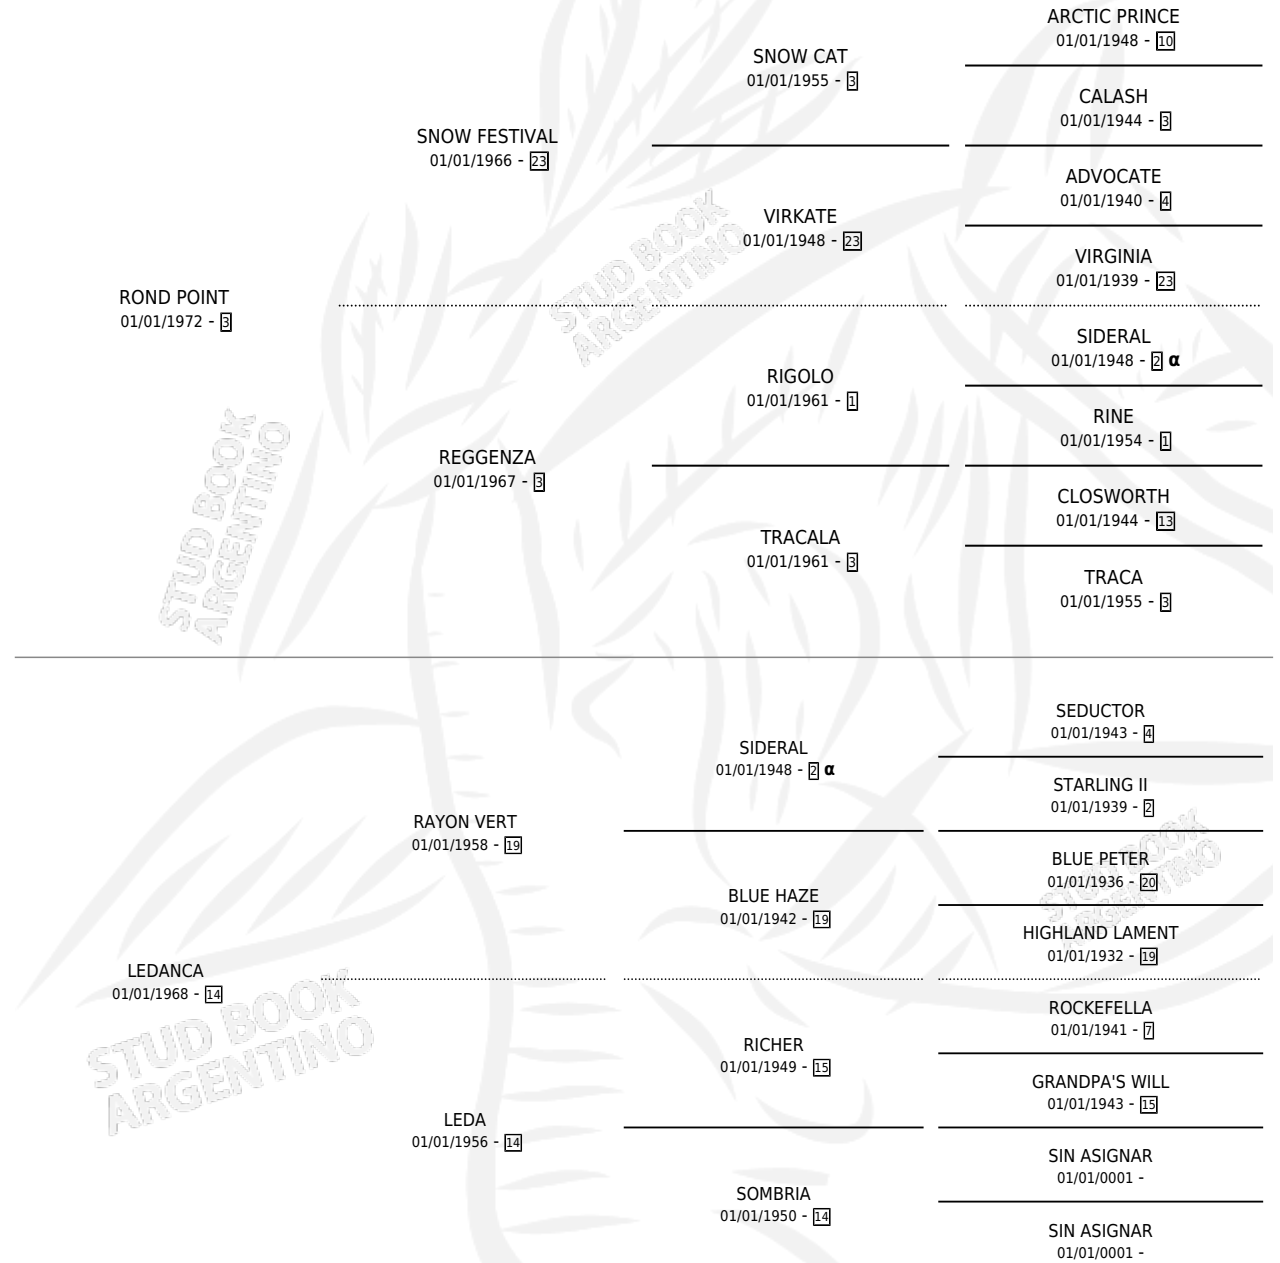 ARCTIC PRINCE
01/01/1948 - 10
SNOW CAT
01/01/1955 - 3
CALASH
01/01/1944 - 3
SNOW FESTIVAL
01/01/1966 - 23
ADVOCATE
01/01/1940 - 4
VIRKATE
01/01/1948 - 23
VIRGINIA
01/01/1939 - 23
ROND POINT
01/01/1972 - 3
SIDERAL
01/01/1948 - 2 α
RIGOLO
01/01/1961 - 1
RINE
01/01/1954 - 1
REGGENZA
01/01/1967 - 3
CLOSWORTH
01/01/1944 - 13
TRACALA
01/01/1961 - 3
TRACA
01/01/1955 - 3
SEDUCTOR
01/01/1943 - 4
SIDERAL
01/01/1948 - 2 α
STARLING II
01/01/1939 - 2
RAYON VERT
01/01/1958 - 19
BLUE PETER
01/01/1936 - 20
BLUE HAZE
01/01/1942 - 19
HIGHLAND LAMENT
01/01/1932 - 19
LEDANCA
01/01/1968 - 14
ROCKEFELLA
01/01/1941 - 7
RICHER
01/01/1949 - 15
GRANDPA'S WILL
01/01/1943 - 15
LEDA
01/01/1956 - 14
SIN ASIGNAR
01/01/0001 -
SOMBRIA
01/01/1950 - 14
SIN ASIGNAR
01/01/0001 -
STUD BOOK
ARGENTINO
STUD BOOK
ARGENTINO
STUD BOOK
ARGENTINO
STUD BOOK
ARGENTINO